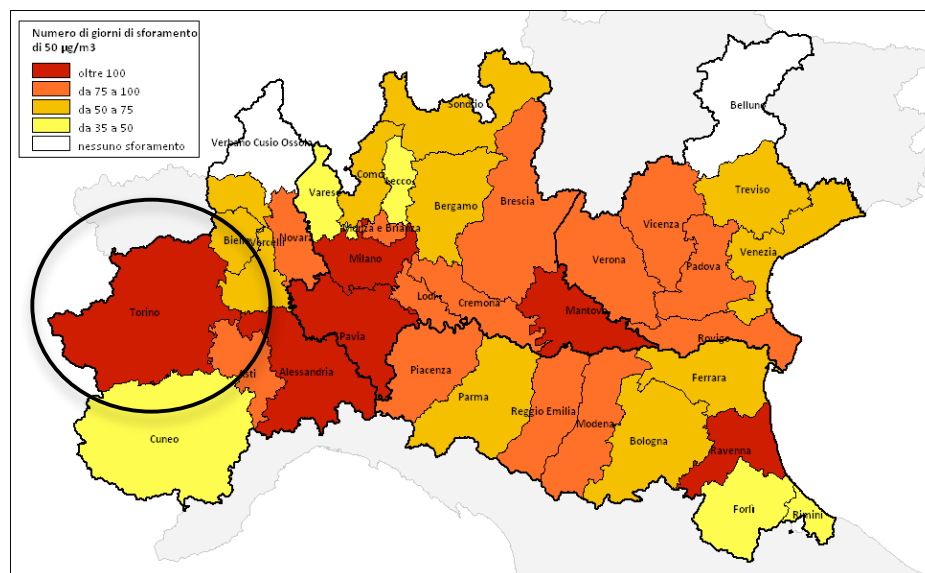 Numero di giorni di sforamento
di 50 µg/m3
oltre 100
da 75 a 100
da 50 a 75
da 35 a 50
nessuno sforamento
Sondrio
Belluno
Verbano Cusio Ossola
Como
Lecco
Varese
Treviso
Bergamo
Brescia
Vicenza
Monza e Brianza
Novara
Biella
Vercelli
Venezia
Milano
Verona
Padova
Lodi
Cremona
Mantova
Torino
Pavia
Rovigo
Piacenza
Asti
Alessandria
Ferrara
Parma
Reggio Emilia
Modena
Cuneo
Bologna
Ravenna
Forlì
Rimini